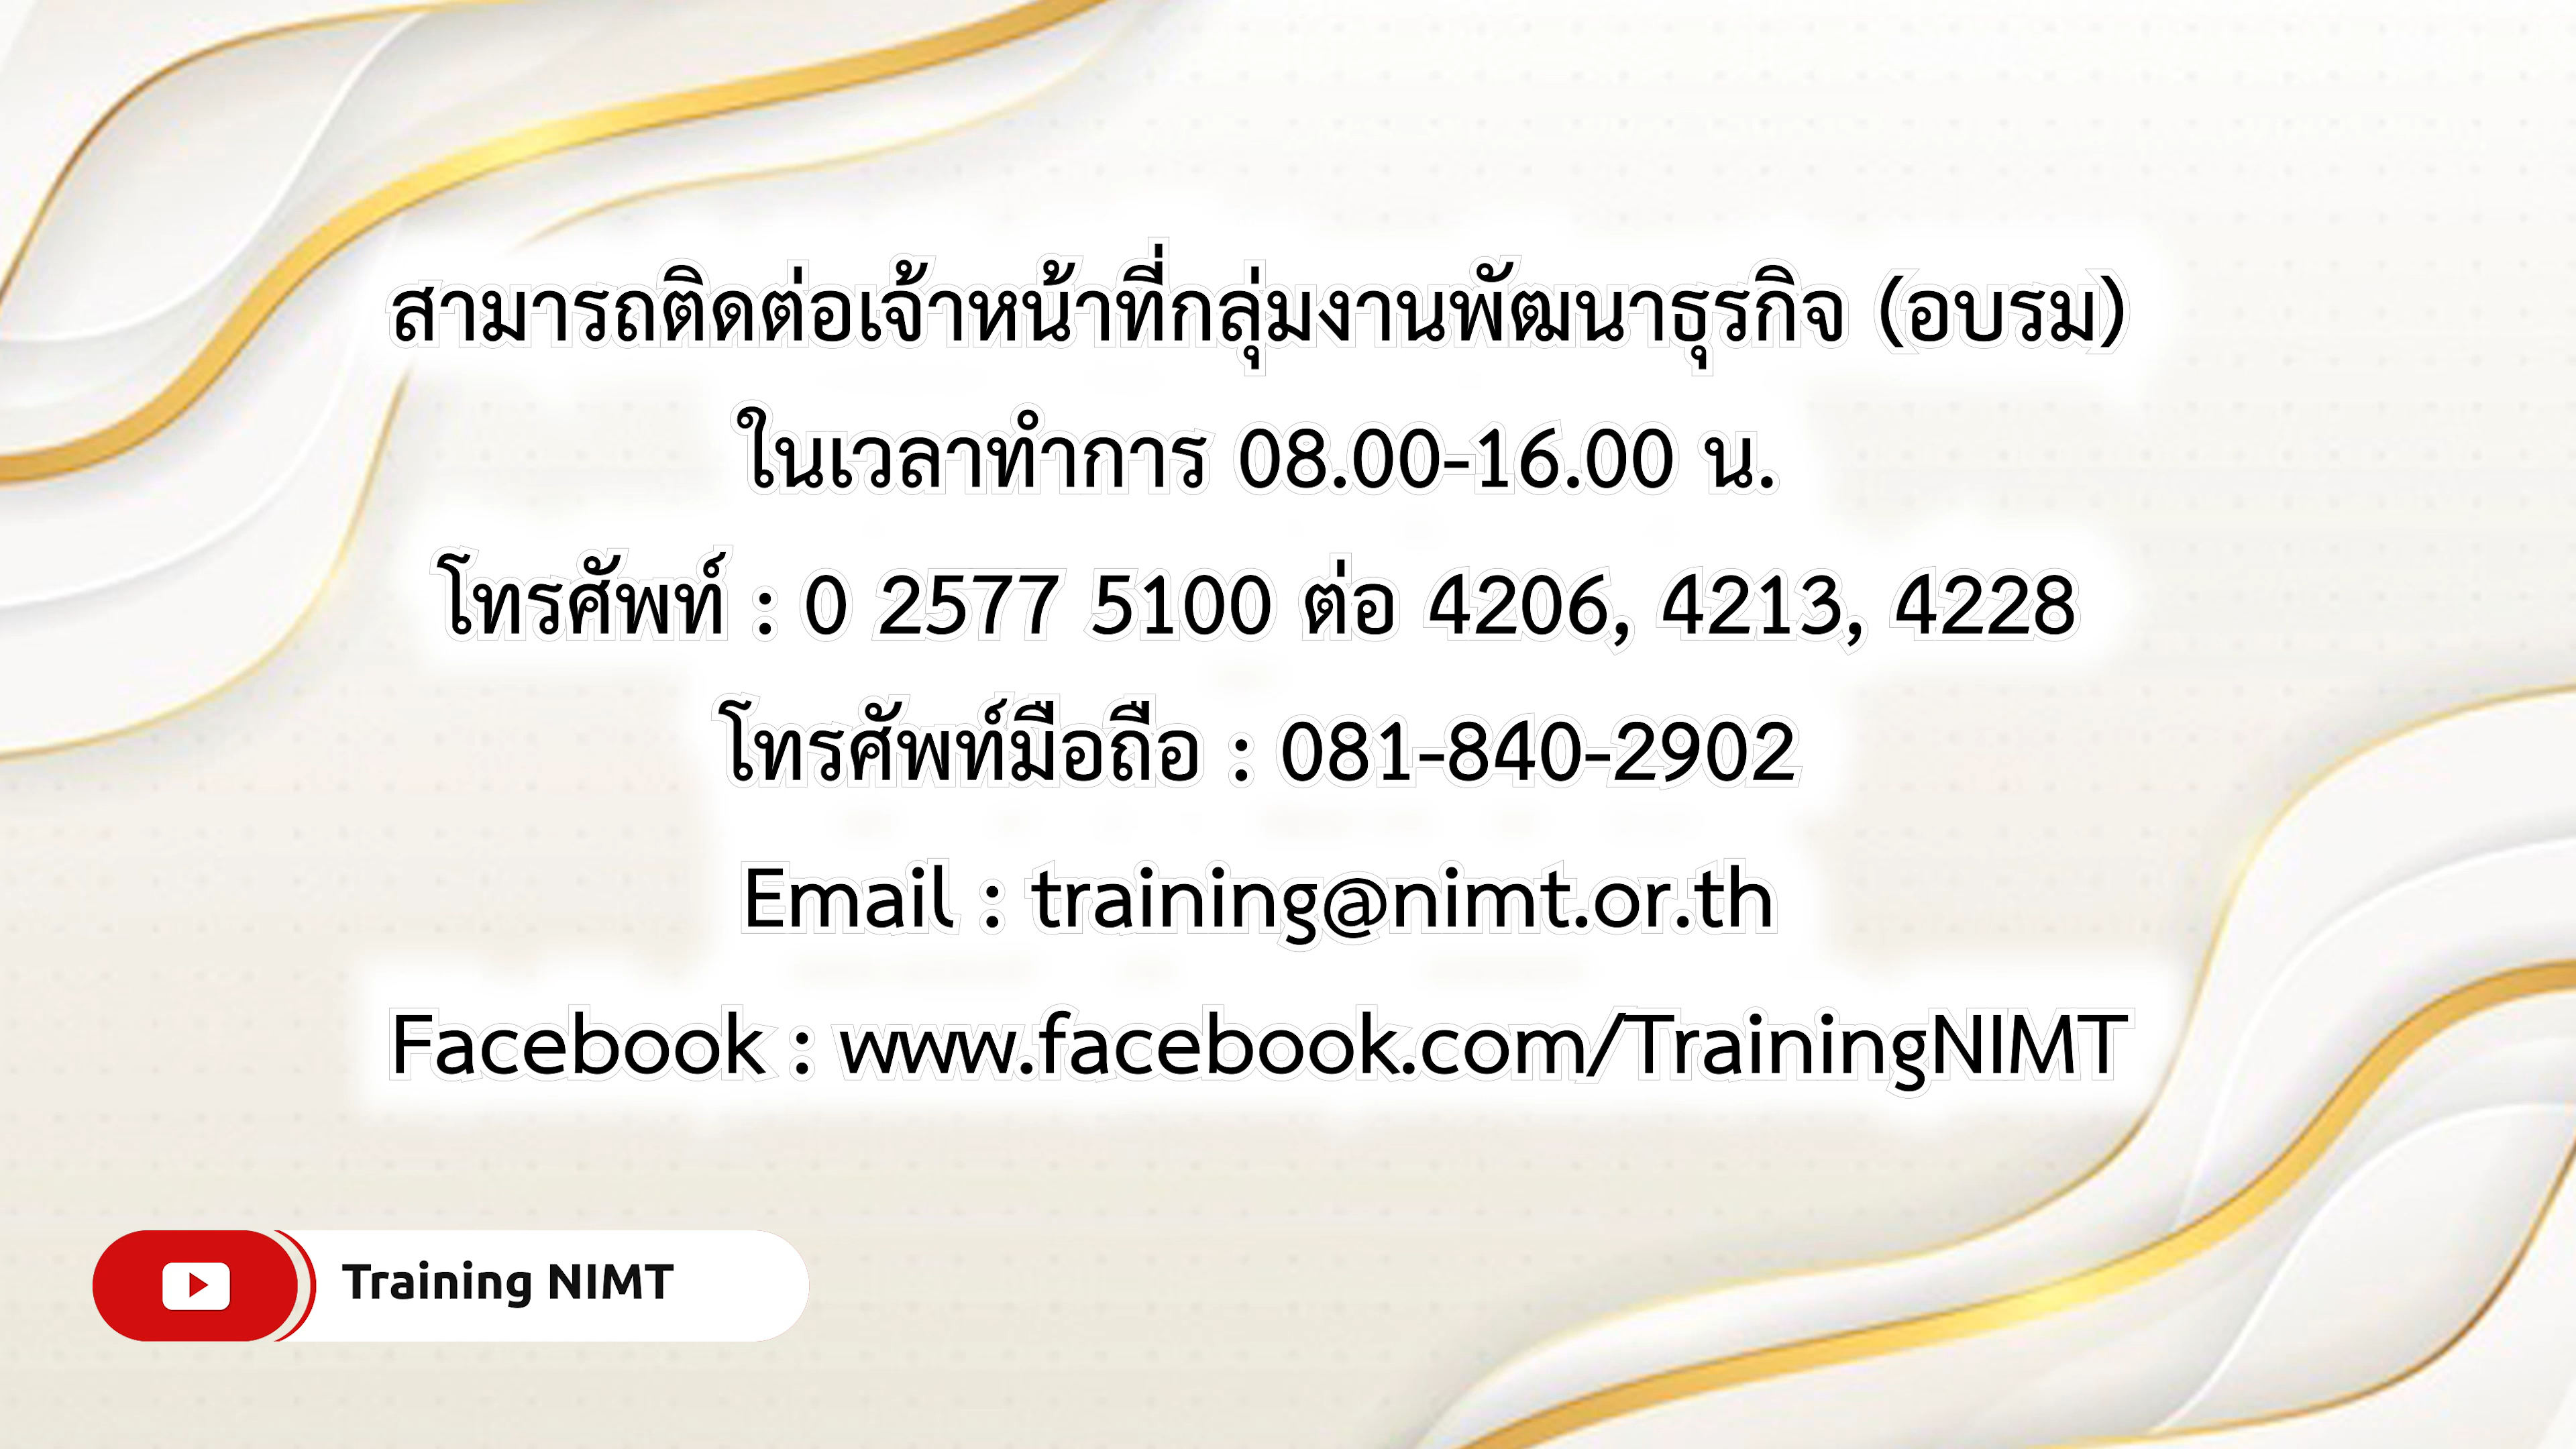 สามารถติดต่อเจ้าหน้าที่กลุ่มงานพัฒนาธุรกิจ (อบรม)
ในเวลาทำการ 08.00-16.00 น.
โทรศัพท์ : 0 2577 5100 ต่อ 4206, 4213, 4228
โทรศัพท์มือถือ : 081-840-2902
Email : training@nimt.or.th
Facebook : www.facebook.com/TrainingNIMT
Training NIMT